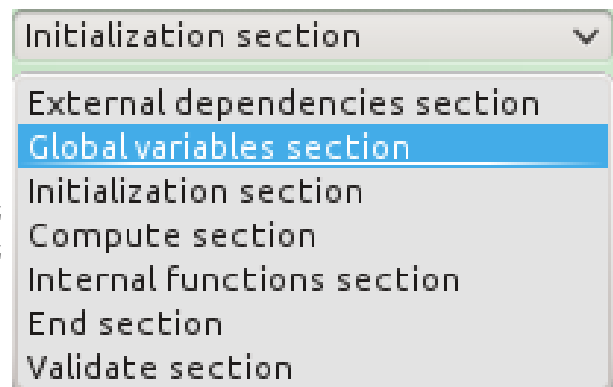 Initialization section
External dependencies section
Global variables section
Initialization section
Compute section
Internal functions section
End section
Validate section